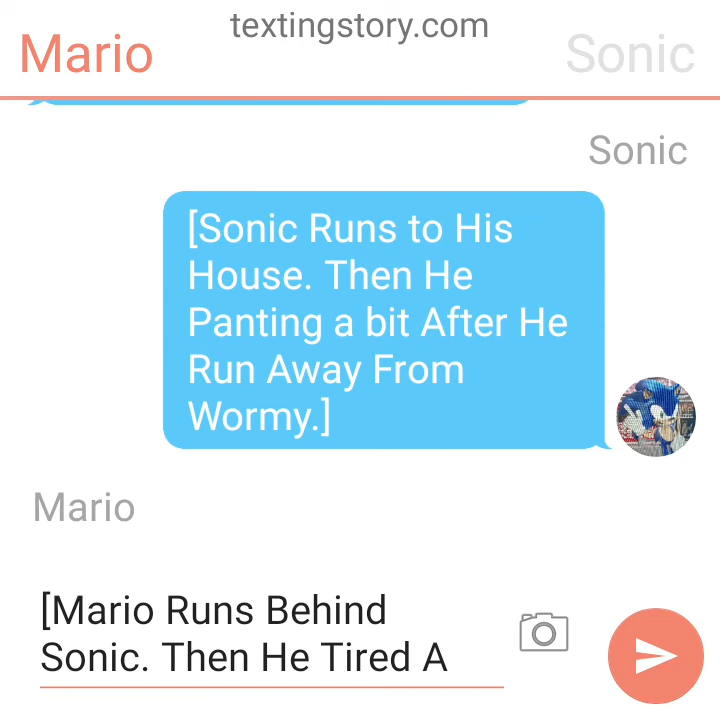 textingstory.com
Mario
Sonic
Sonic
[Sonic Runs to His
House. Then He
Panting a bit After He
Run Away From
Wormy.]
Mario
[Mario Runs Behind
Sonic. Then He Tired A